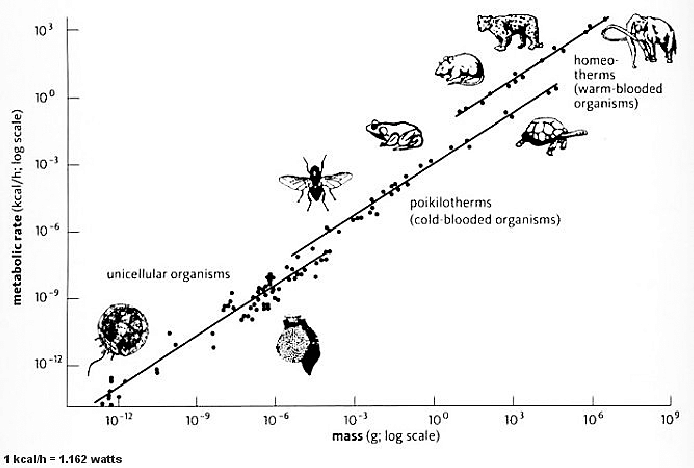 metabolic rate (kcal/h; log scale)
10³
10⁰
10⁻³
10⁻⁶
10⁻⁹
10⁻¹²
homeo-
therms
(warm-blooded
organisms)
poikilotherms
(cold-blooded organisms)
unicellular organisms
10⁻¹² 10⁻⁹ 10⁻⁶ 10⁻³ 10⁰ 10³ 10⁶ 10⁹
mass (g; log scale)
1 kcal/h = 1.162 watts